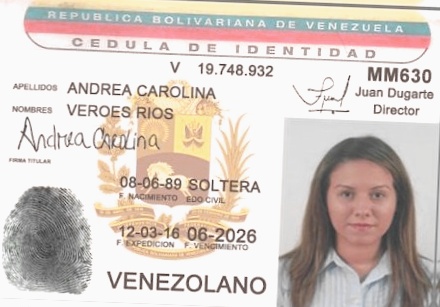 REPUBLICA BOLIVARIANA DE VENEZUELA
CEDULA DE IDENTIDAD
V 19.748.932
MM630
APELLIDOS ANDREA CAROLINA
Juan Dugarte
Director
NOMBRES VEROES RIOS
Andrea Carolina
FIRMA TITULAR
08-06-89 SOLTERA
F. NACIMIENTO EDO CIVIL
12-03-16 06-2026
F. EXPEDICION F. VENCIMIENTO
VENEZOLANO